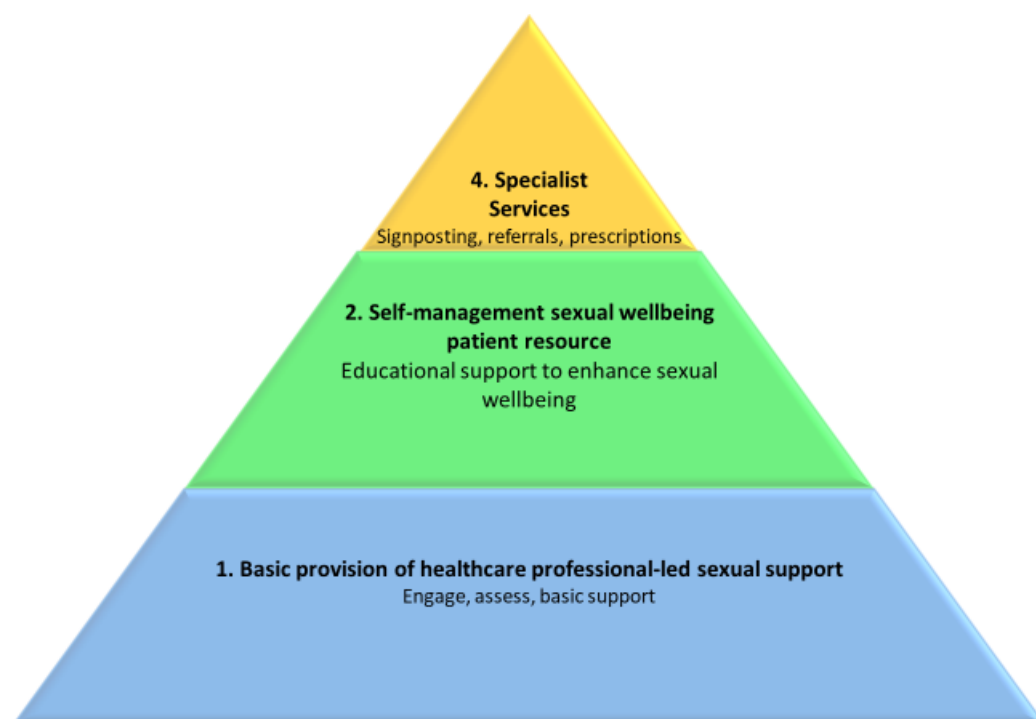 4. Specialist
Services
Signposting, referrals, prescriptions
2. Self-management sexual wellbeing
patient resource
Educational support to enhance sexual
wellbeing
1. Basic provision of healthcare professional-led sexual support
Engage, assess, basic support